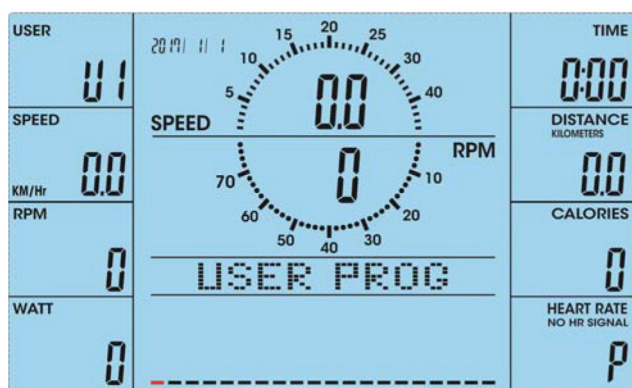 USER
U1
SPEED
KM/Hr 0.0
RPM
0
WATT
0
2017/ 1/ 1
5 10 15 20 25 30 40
SPEED 0.0
RPM 0
70 60 50 40 30 20 10
USER PROG
TIME
0:00
DISTANCE
KILOMETERS
0.0
CALORIES
0
HEART RATE
NO HR SIGNAL
P